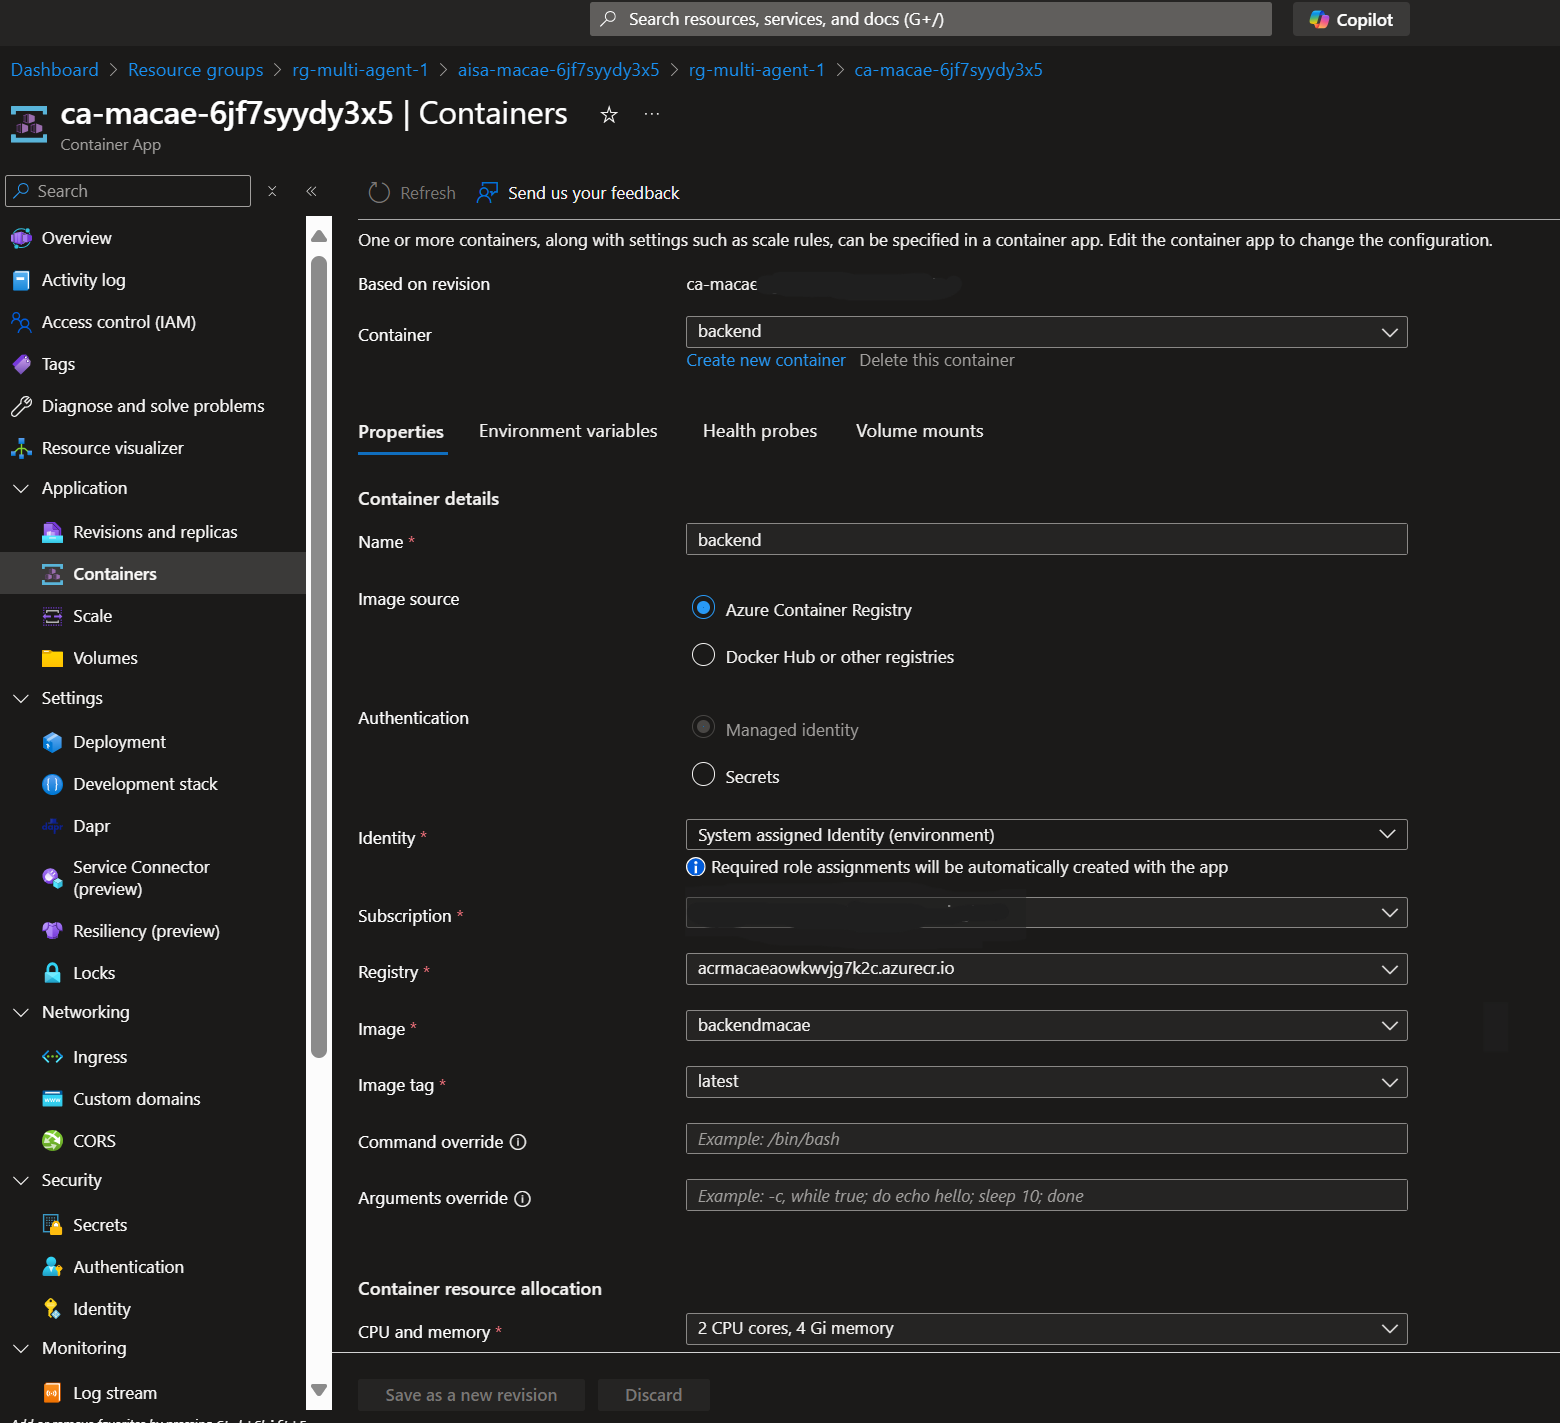 Search resources, services, and docs (G+/)
Copilot
Dashboard > Resource groups > rg-multi-agent-1 > aisa-macae-6jf7syydy3x5 > rg-multi-agent-1 > ca-macae-6jf7syydy3x5
ca-macae-6jf7syydy3x5 | Containers
Container App
Search
Overview
Activity log
Access control (IAM)
Tags
Diagnose and solve problems
Resource visualizer
Application
Revisions and replicas
Containers
Scale
Volumes
Settings
Deployment
Development stack
Dapr
Service Connector
(preview)
Resiliency (preview)
Locks
Networking
Ingress
Custom domains
CORS
Security
Secrets
Authentication
Identity
Monitoring
Log stream
Refresh
Send us your feedback
One or more containers, along with settings such as scale rules, can be specified in a container app. Edit the container app to change the configuration.
Based on revision ca-macae
Container backend
Create new container Delete this container
Properties Environment variables Health probes Volume mounts
Container details
Name * backend
Image source
Azure Container Registry
Docker Hub or other registries
Authentication
Managed identity
Secrets
Identity * System assigned Identity (environment)
Required role assignments will be automatically created with the app
Subscription *
Registry * acrmacaeaowkwvjg7k2c.azurecr.io
Image * backendmacae
Image tag * latest
Command override Example: /bin/bash
Arguments override Example: -c, while true; do echo hello; sleep 10; done
Container resource allocation
CPU and memory * 2 CPU cores, 4 Gi memory
Save as a new revision Discard